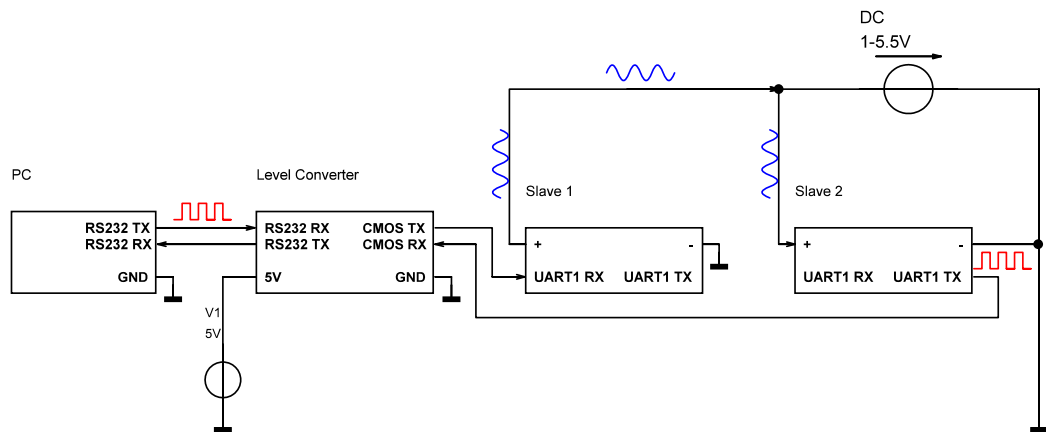 DC
1-5.5V
PC
Level Converter
Slave 1
Slave 2
RS232 TX
RS232 RX
GND
RS232 RX
RS232 TX
5V
CMOS TX
CMOS RX
GND
+
-
UART1 RX
UART1 TX
+
-
UART1 RX
UART1 TX
V1
5V